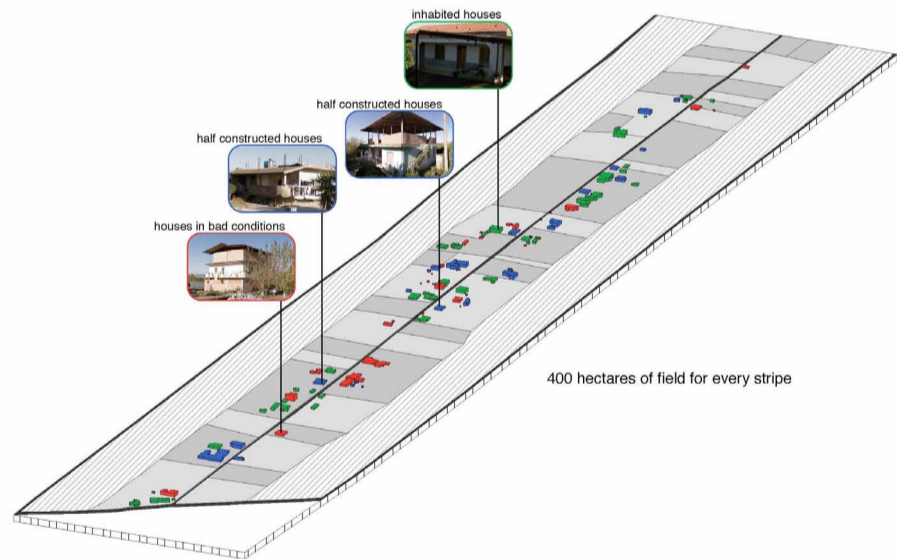 inhabited houses
half constructed houses
half constructed houses
houses in bad conditions
400 hectares of field for every stripe